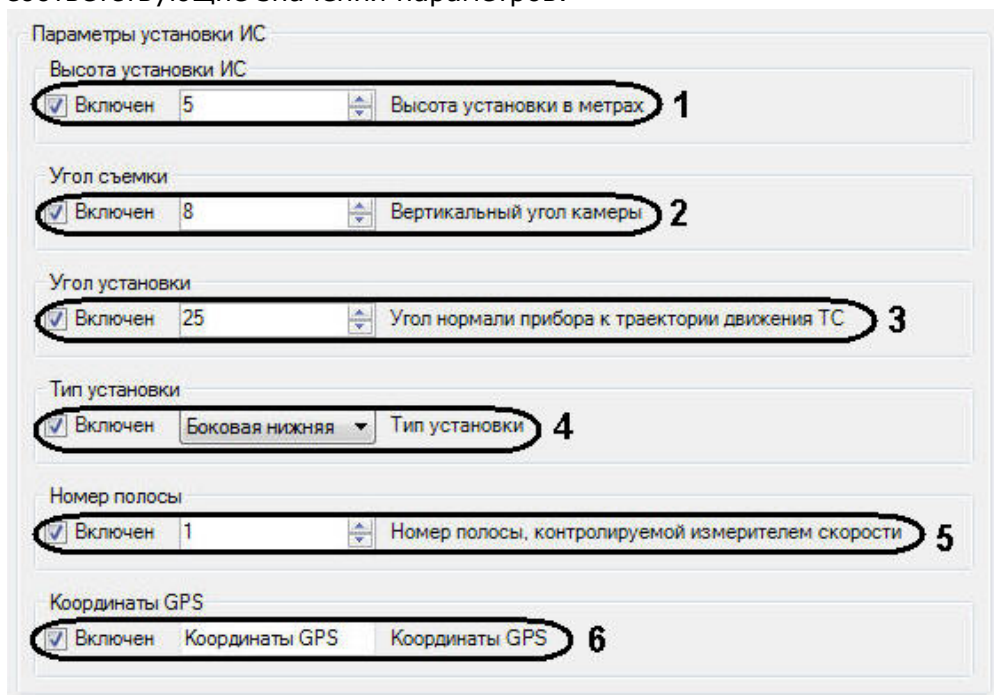 соответствующие значения параметров.
Параметры установки ИС
Высота установки ИС
Включен 5 Высота установки в метрах 1
Угол съемки
Включен 8 Вертикальный угол камеры 2
Угол установки
Включен 25 Угол нормали прибора к траектории движения ТС 3
Тип установки
Включен Боковая нижняя Тип установки 4
Номер полосы
Включен 1 Номер полосы, контролируемой измерителем скорости 5
Координаты GPS
Включен Координаты GPS Координаты GPS 6